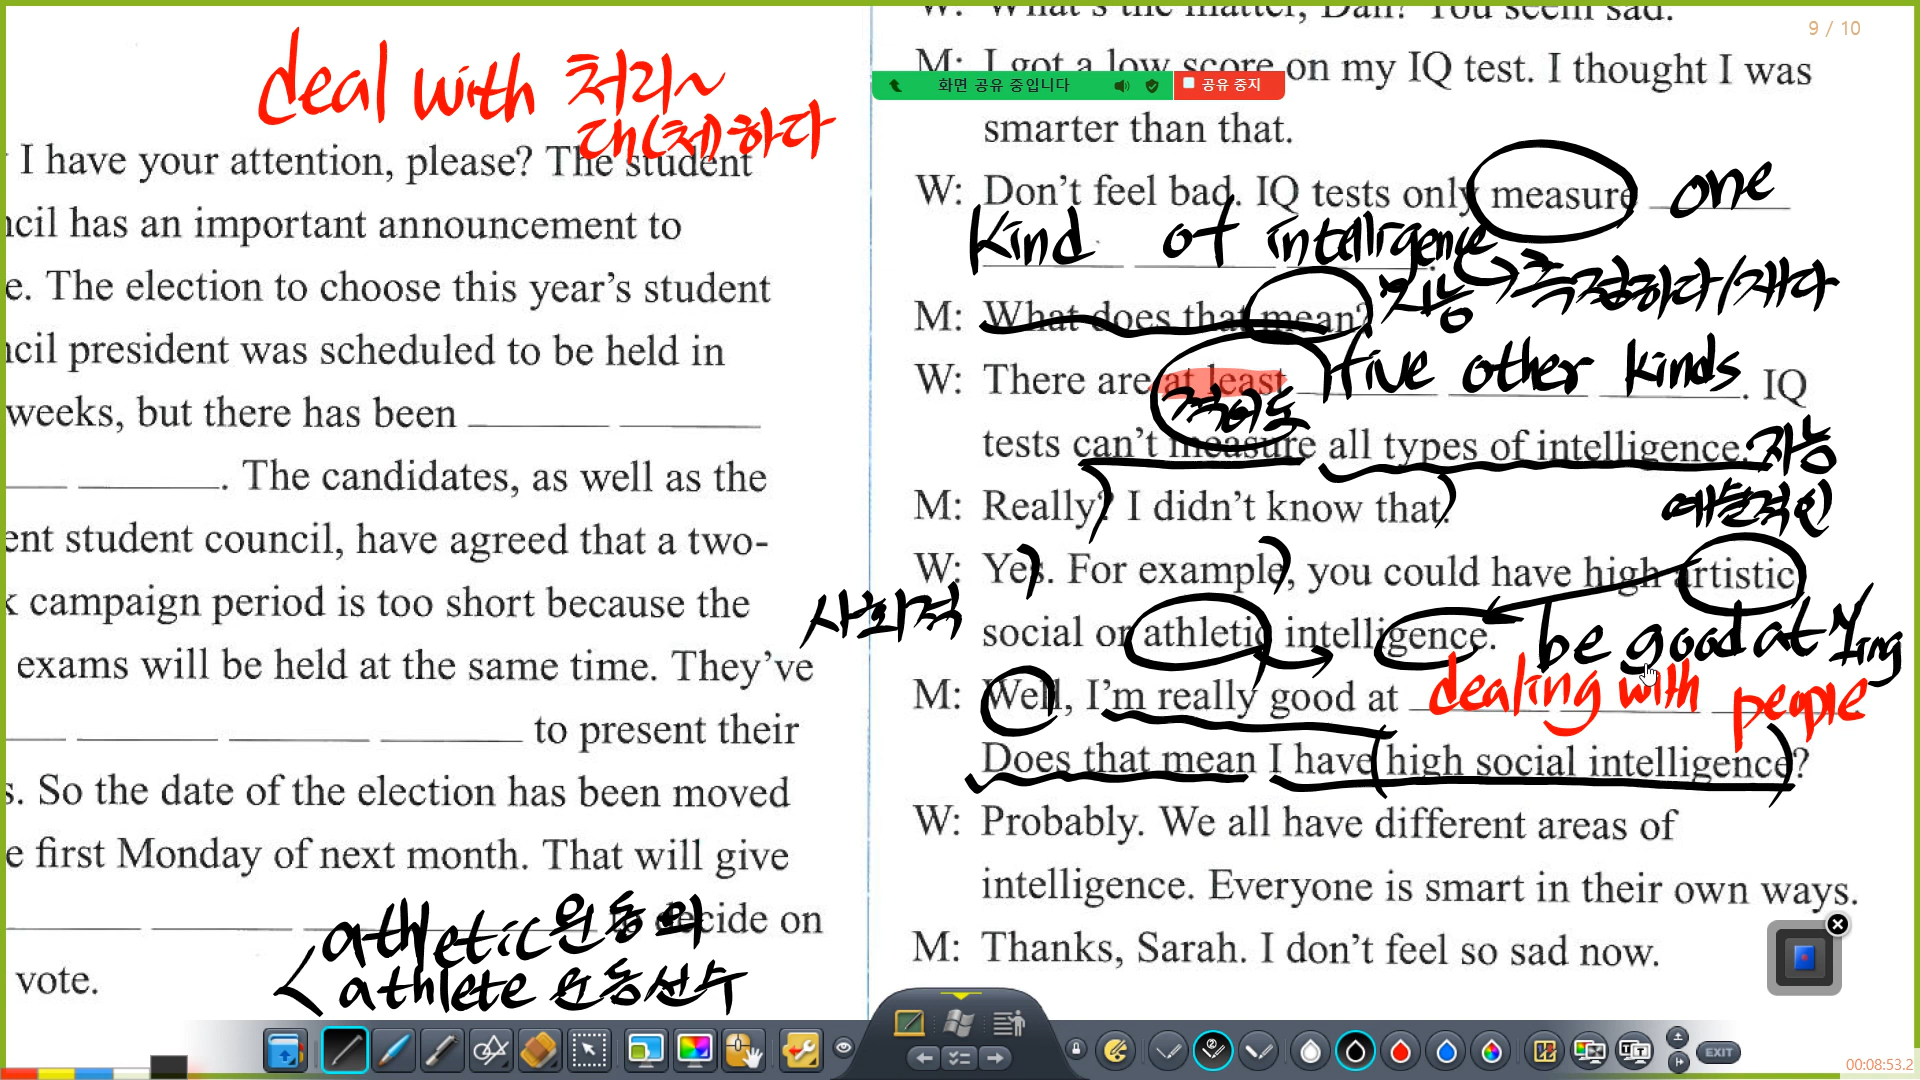 9 / 10
deal with 처리~
대(체)하다
I have your attention, please? The student
ncil has an important announcement to
e. The election to choose this year's student
ncil president was scheduled to be held in
weeks, but there has been
. The candidates, as well as the
ent student council, have agreed that a two-
k campaign period is too short because the
exams will be held at the same time. They've
to present their
s. So the date of the election has been moved
e first Monday of next month. That will give
decide on
vote.
athletic 운동의
athlete 운동선수
W: What's the matter, Dan? You seem sad.
M: I got a low score on my IQ test. I thought I was
화면 공유 중입니다 공유 중지
smarter than that.
W: Don't feel bad. IQ tests only measure one
kind of intelligence.
지능 측정하다/재다
M: What does that mean?
W: There are at least five other kinds. IQ
적어도
tests can't measure all types of intelligence. 지능
M: Really? I didn't know that.
예술적인
W: Yes. For example, you could have high artistic
사회적
social or athletic intelligence. be good at Ving
M: Well, I'm really good at dealing with people
Does that mean I have high social intelligence?
W: Probably. We all have different areas of
intelligence. Everyone is smart in their own ways.
M: Thanks, Sarah. I don't feel so sad now.
EXIT
00:08:53.2